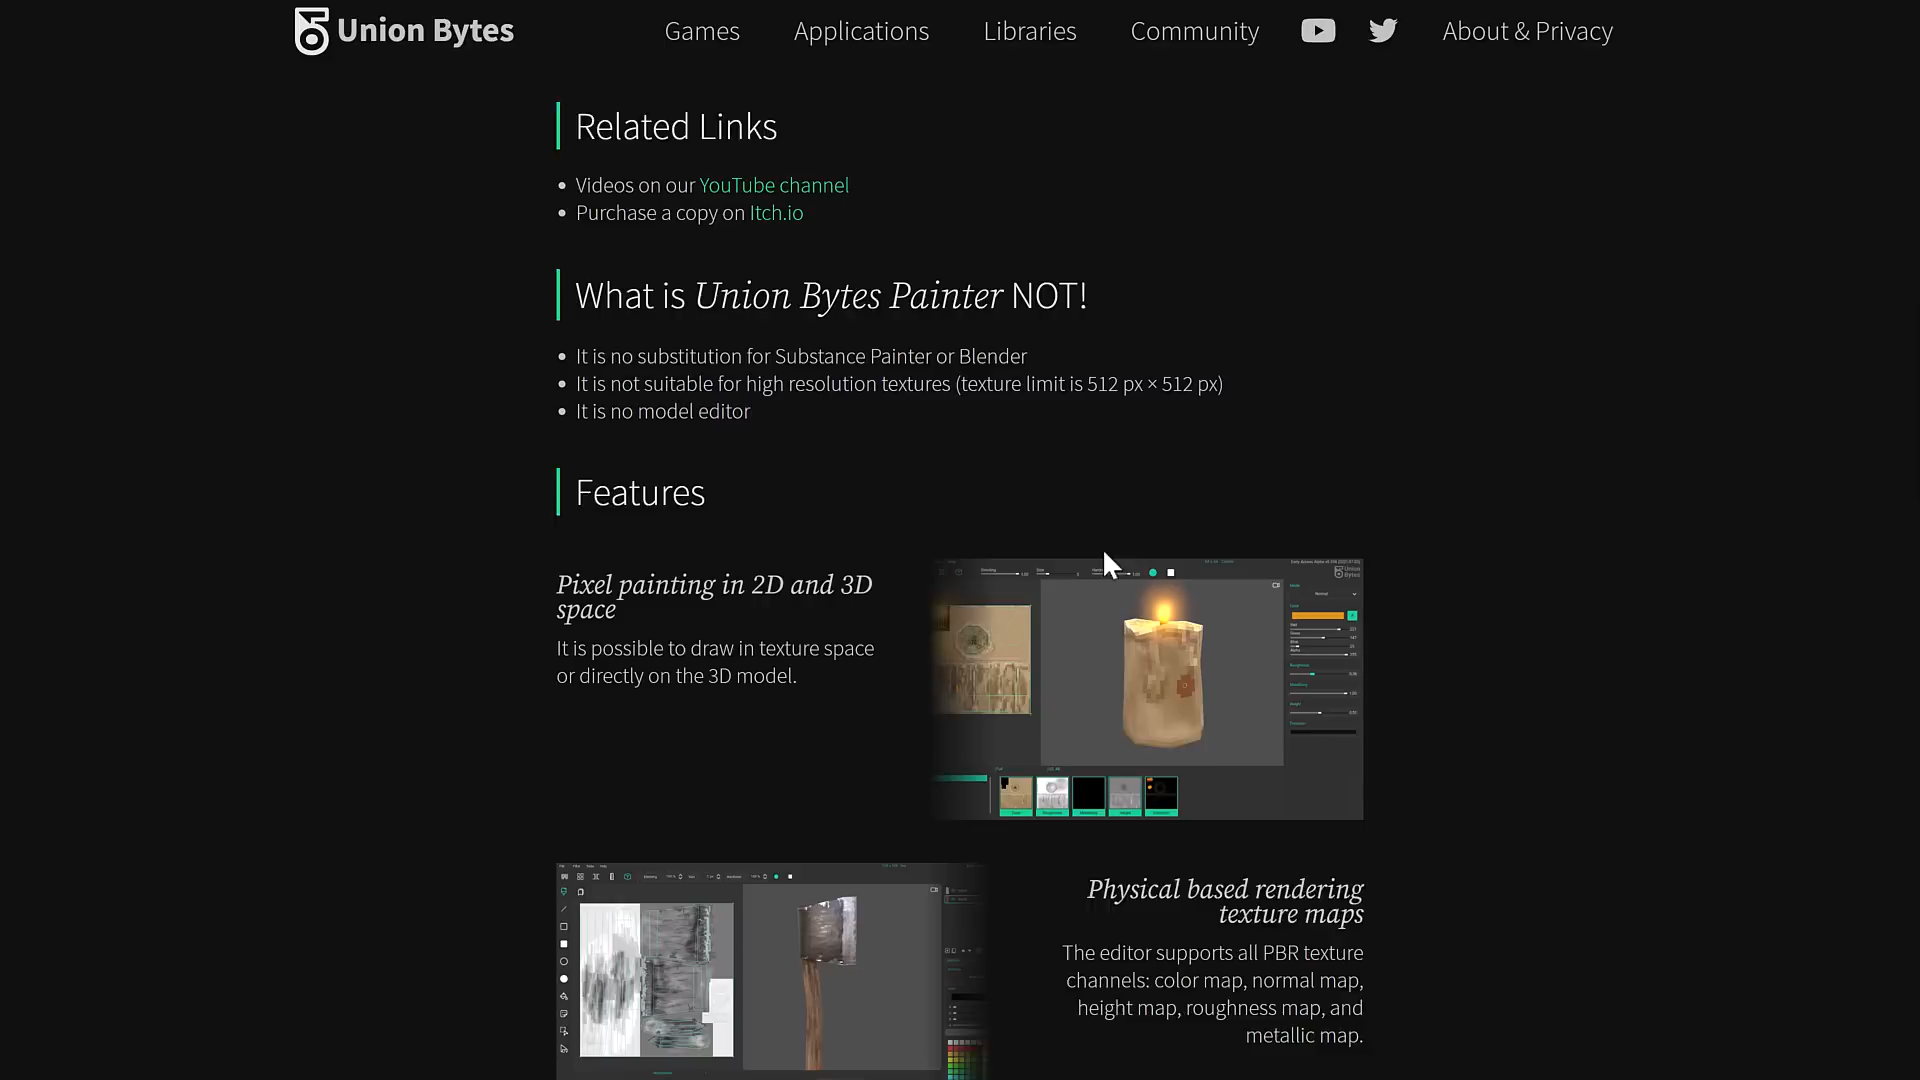 Union Bytes
Games
Applications
Libraries
Community
About & Privacy
Related Links
Videos on our YouTube channel
Purchase a copy on Itch.io
What is Union Bytes Painter NOT!
It is no substitution for Substance Painter or Blender
It is not suitable for high resolution textures (texture limit is 512 px × 512 px)
It is no model editor
Features
Pixel painting in 2D and 3D
space
It is possible to draw in texture space
or directly on the 3D model.
Union
Bytes
Physical based rendering
texture maps
The editor supports all PBR texture
channels: color map, normal map,
height map, roughness map, and
metallic map.